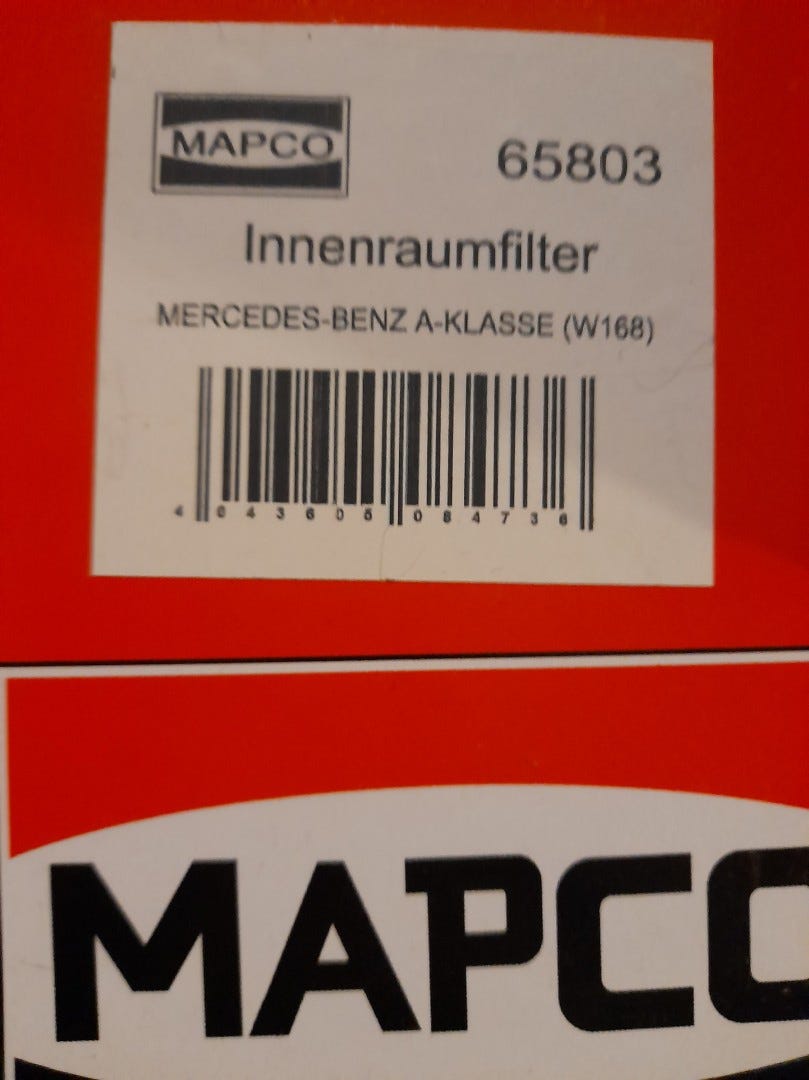 MAPCO 65803
Innenraumfilter
MERCEDES-BENZ A-KLASSE (W168)
4 043605 084736
MAPCO